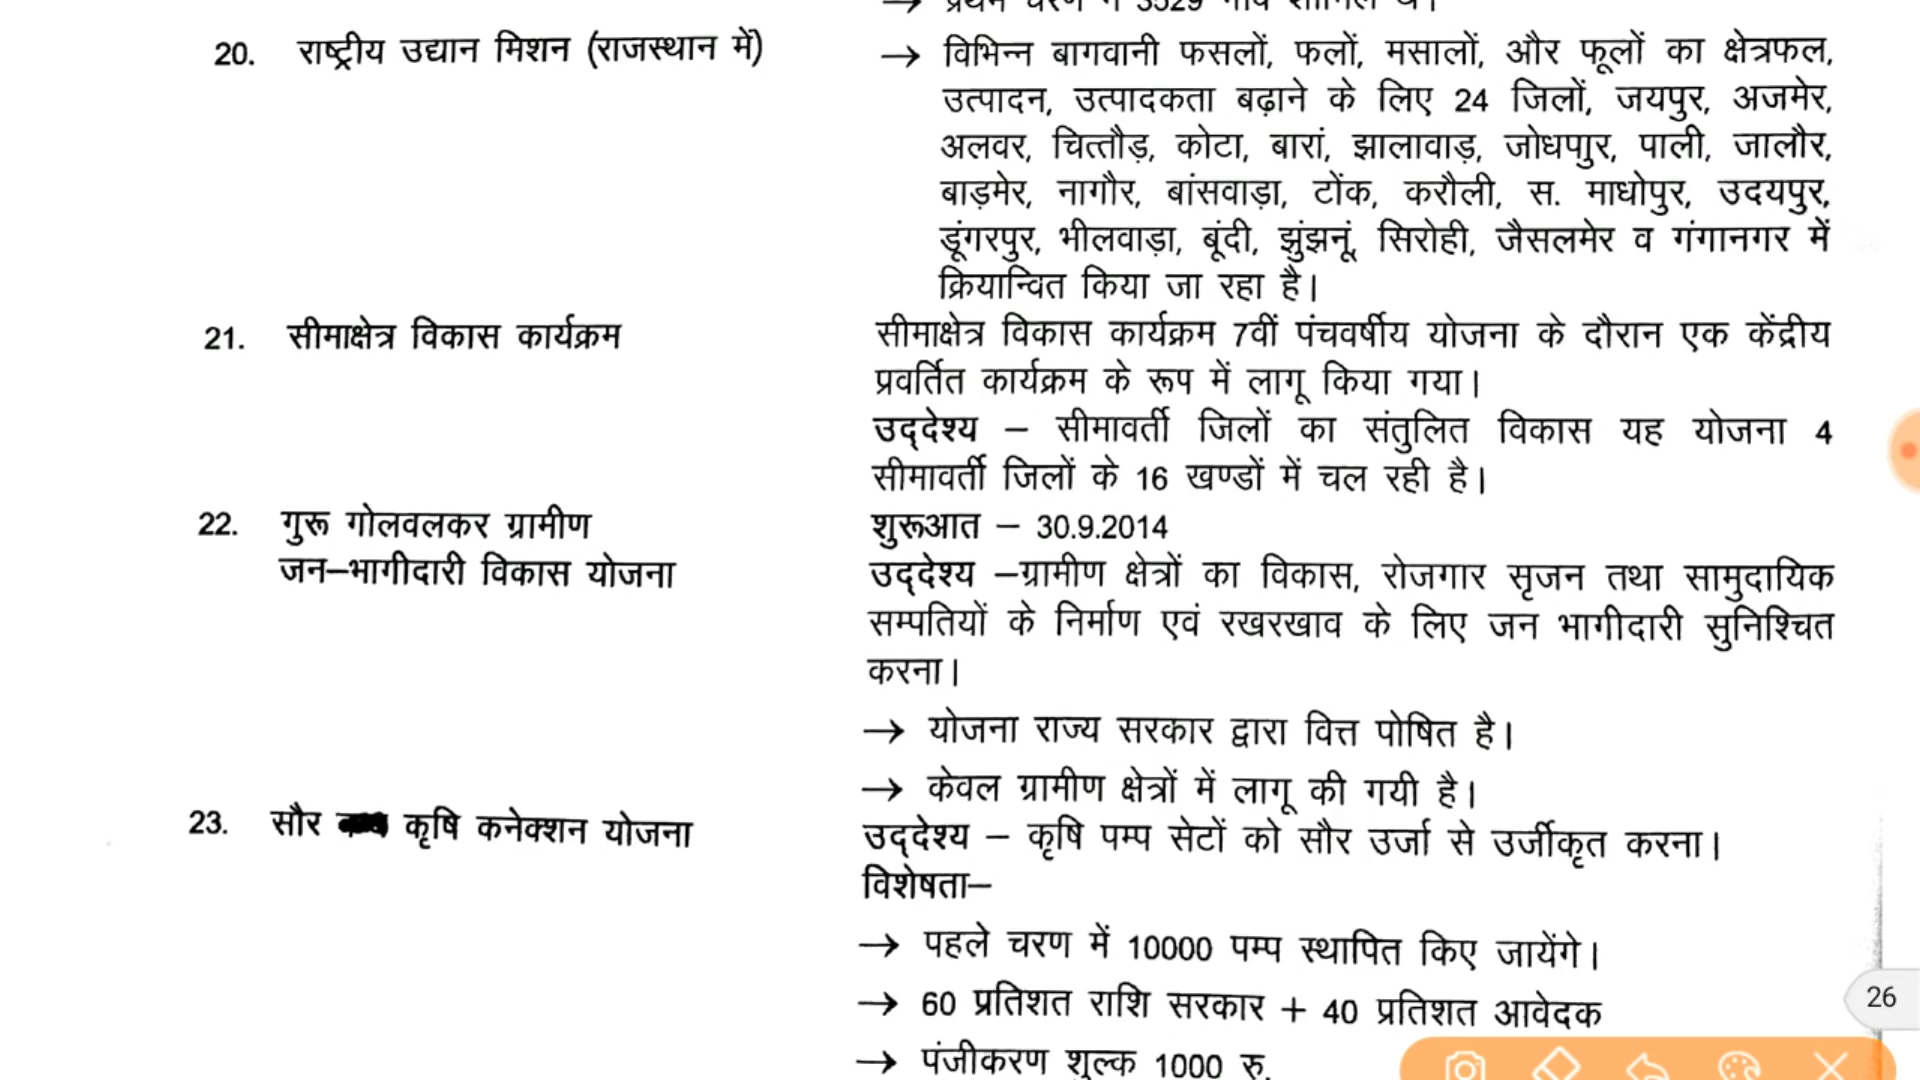 20. राष्ट्रीय उद्यान मिशन (राजस्थान में)
→ विभिन्न बागवानी फसलों, फलों, मसालों, और फूलों का क्षेत्रफल,
उत्पादन, उत्पादकता बढ़ाने के लिए 24 जिलों, जयपुर, अजमेर,
अलवर, चित्तौड़, कोटा, बारां, झालावाड़, जोधपाुर, पाली, जालौर,
बाड़मेर, नागौर, बांसवाड़ा, टोंक, करौली, स. माधोपुर, उदयपुर,
डूंगरपुर, भीलवाड़ा, बूंदी, झुंझनूं, सिरोही, जैसलमेर व गंगानगर में
क्रियान्वित किया जा रहा है।
21. सीमाक्षेत्र विकास कार्यक्रम
सीमाक्षेत्र विकास कार्यक्रम 7वीं पंचवर्षीय योजना के दौरान एक केंद्रीय
प्रवर्तित कार्यक्रम के रूप में लागू किया गया।
उद्देश्य – सीमावर्ती जिलों का संतुलित विकास यह योजना 4
सीमावर्ती जिलों के 16 खण्डों में चल रही है।
22. गुरू गोलवलकर ग्रामीण
जन–भागीदारी विकास योजना
शुरूआत – 30.9.2014
उद्देश्य –ग्रामीण क्षेत्रों का विकास, रोजगार सृजन तथा सामुदायिक
सम्पतियों के निर्माण एवं रखरखाव के लिए जन भागीदारी सुनिश्चित
करना।
→ योजना राज्य सरकार द्वारा वित्त पोषित है।
→ केवल ग्रामीण क्षेत्रों में लागू की गयी है।
23. सौर कृषि कनेक्शन योजना
उद्देश्य – कृषि पम्प सेटों को सौर उर्जा से उर्जीकृत करना।
विशेषता–
→ पहले चरण में 10000 पम्प स्थापित किए जायेंगे।
→ 60 प्रतिशत राशि सरकार + 40 प्रतिशत आवेदक
→ पंजीकरण शुल्क 1000 रु.
26